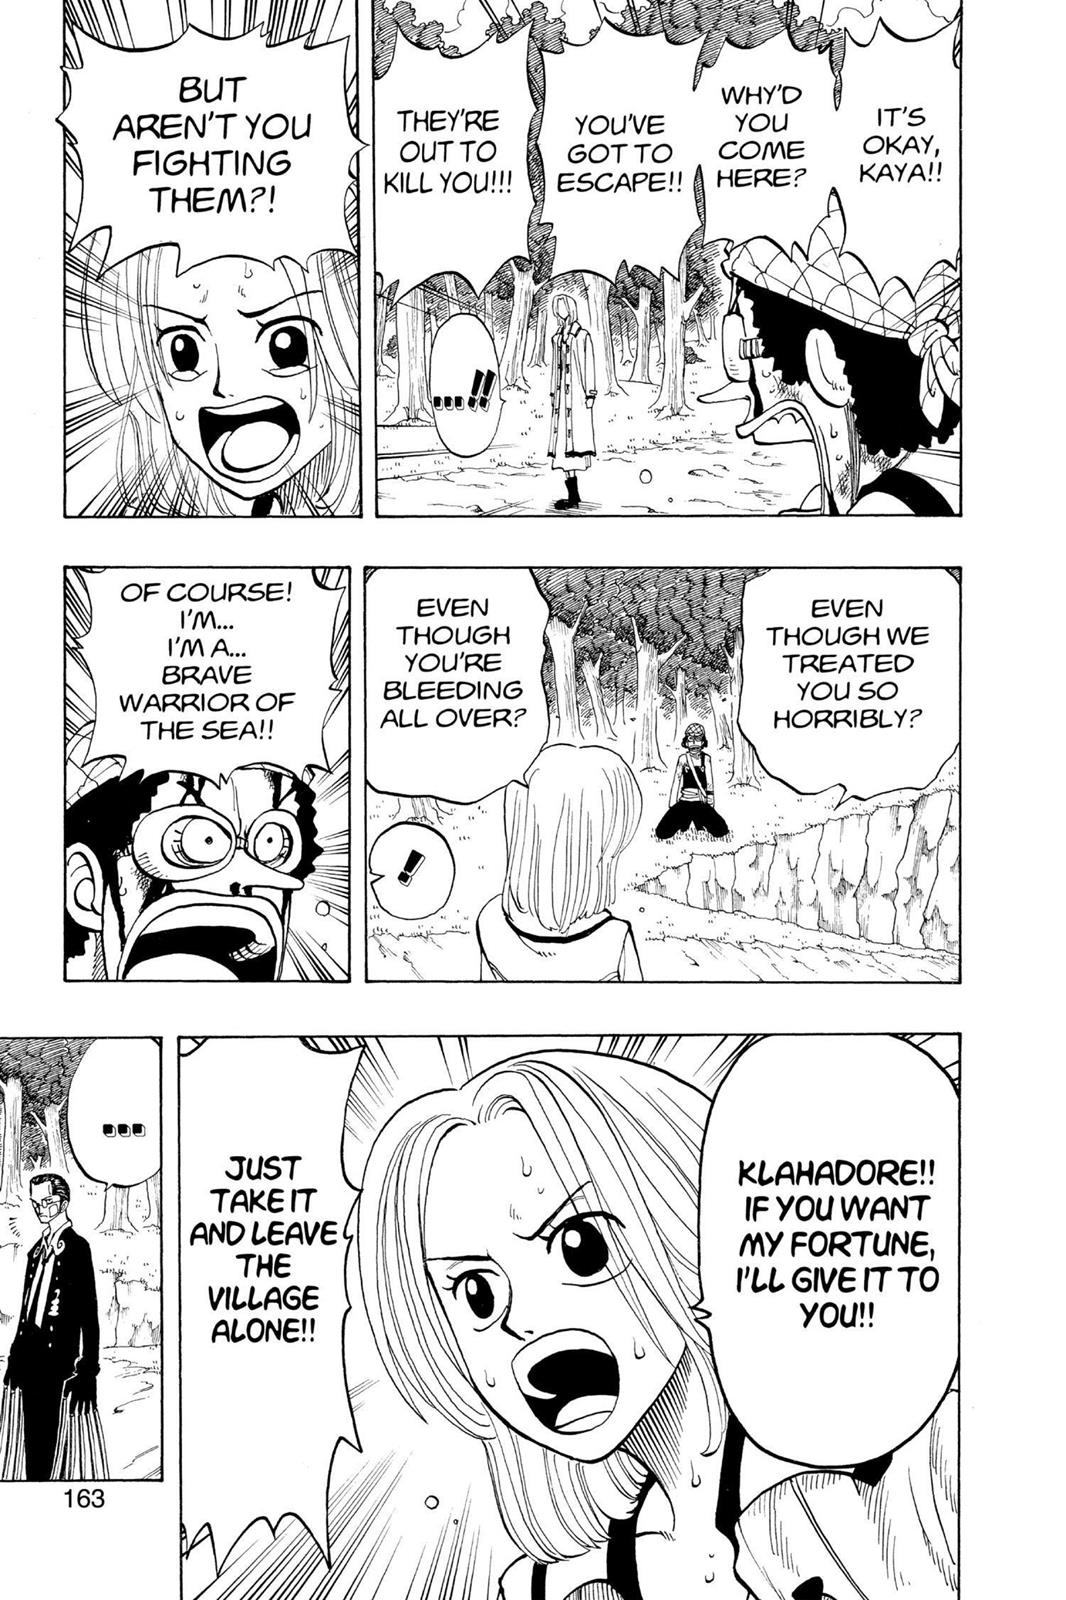 IT'S
OKAY,
KAYA!!
WHY'D
YOU
COME
HERE?
YOU'VE
GOT TO
ESCAPE!!
THEY'RE
OUT TO
KILL YOU!!!
...!!
BUT
AREN'T YOU
FIGHTING
THEM?!
EVEN
THOUGH WE
TREATED
YOU SO
HORRIBLY?
EVEN
THOUGH
YOU'RE
BLEEDING
ALL OVER?
!
OF COURSE!
I'M...
I'M A...
BRAVE
WARRIOR OF
THE SEA!!
KLAHADORE!!
IF YOU WANT
MY FORTUNE,
I'LL GIVE IT TO
YOU!!
JUST
TAKE IT
AND LEAVE
THE
VILLAGE
ALONE!!
...
163